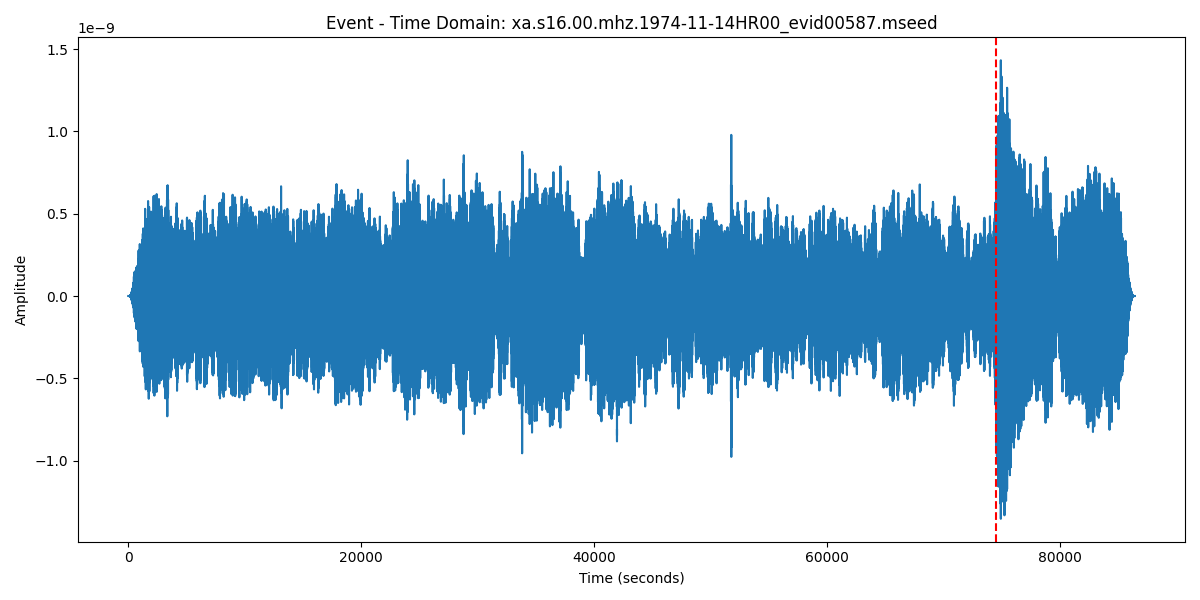 Event - Time Domain: xa.s16.00.mhz.1974-11-14HR00_evid00587.mseed
1e−9
1.5
1.0
0.5
0.0
−0.5
−1.0
Amplitude
0 20000 40000 60000 80000
Time (seconds)